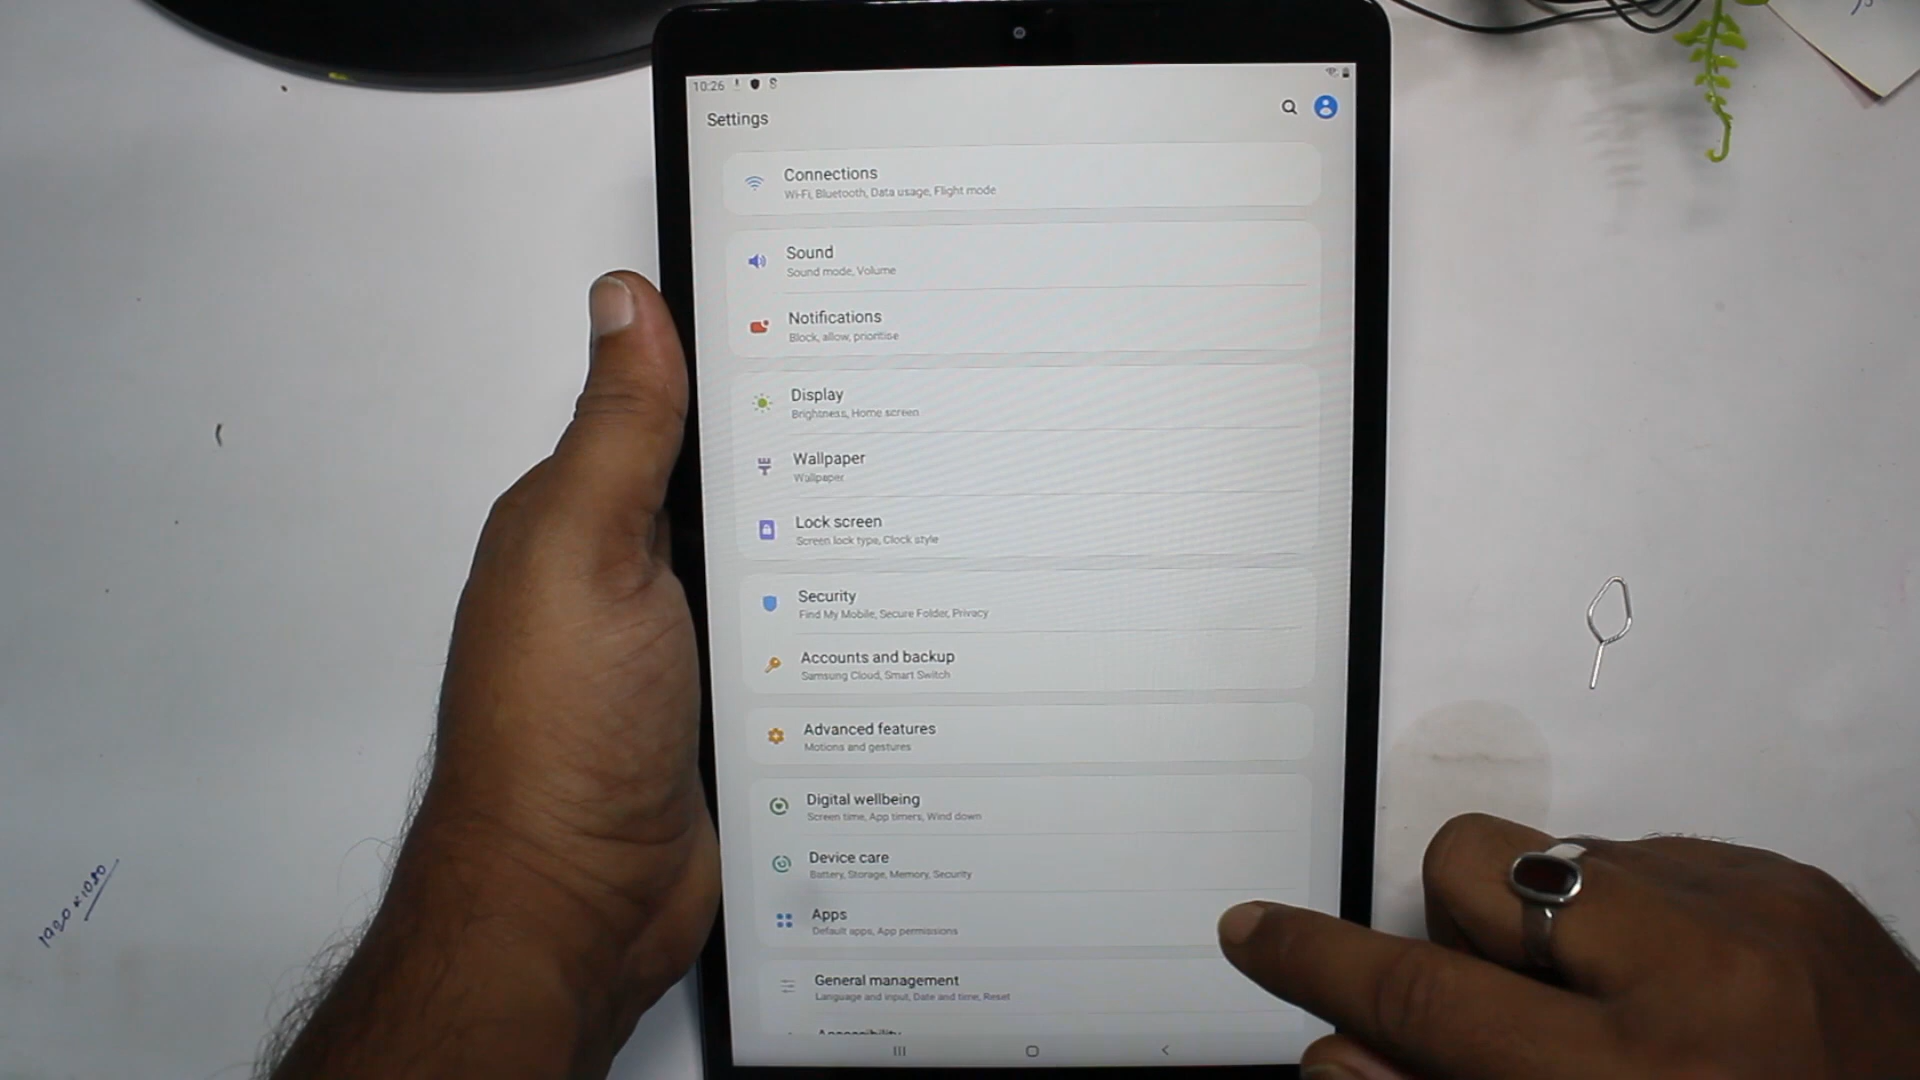 10:26
Settings
Connections
Wi-Fi, Bluetooth, Data usage, Flight mode
Sound
Sound mode, Volume
Notifications
Block, allow, prioritise
Display
Brightness, Home screen
Wallpaper
Wallpaper
Lock screen
Screen lock type, Clock style
Security
Find My Mobile, Secure Folder, Privacy
Accounts and backup
Samsung Cloud, Smart Switch
Advanced features
Motions and gestures
Digital wellbeing
Screen time, App timers, Wind down
Device care
Battery, Storage, Memory, Security
Apps
Default apps, App permissions
General management
Language and input, Date and time, Reset
Accessibility
1920 x 1080